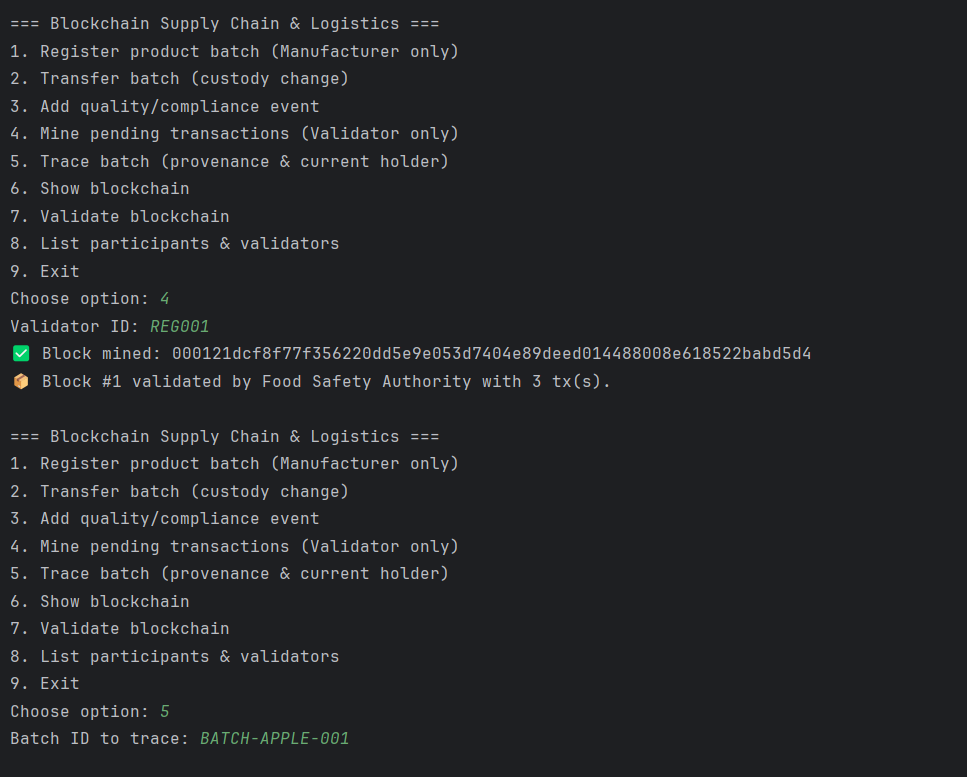 === Blockchain Supply Chain & Logistics ===
1. Register product batch (Manufacturer only)
2. Transfer batch (custody change)
3. Add quality/compliance event
4. Mine pending transactions (Validator only)
5. Trace batch (provenance & current holder)
6. Show blockchain
7. Validate blockchain
8. List participants & validators
9. Exit
Choose option: 4
Validator ID: REG001
✅ Block mined: 000121dcf8f77f356220dd5e9e053d7404e89deed014488008e618522babd5d4
📦 Block #1 validated by Food Safety Authority with 3 tx(s).
=== Blockchain Supply Chain & Logistics ===
1. Register product batch (Manufacturer only)
2. Transfer batch (custody change)
3. Add quality/compliance event
4. Mine pending transactions (Validator only)
5. Trace batch (provenance & current holder)
6. Show blockchain
7. Validate blockchain
8. List participants & validators
9. Exit
Choose option: 5
Batch ID to trace: BATCH-APPLE-001